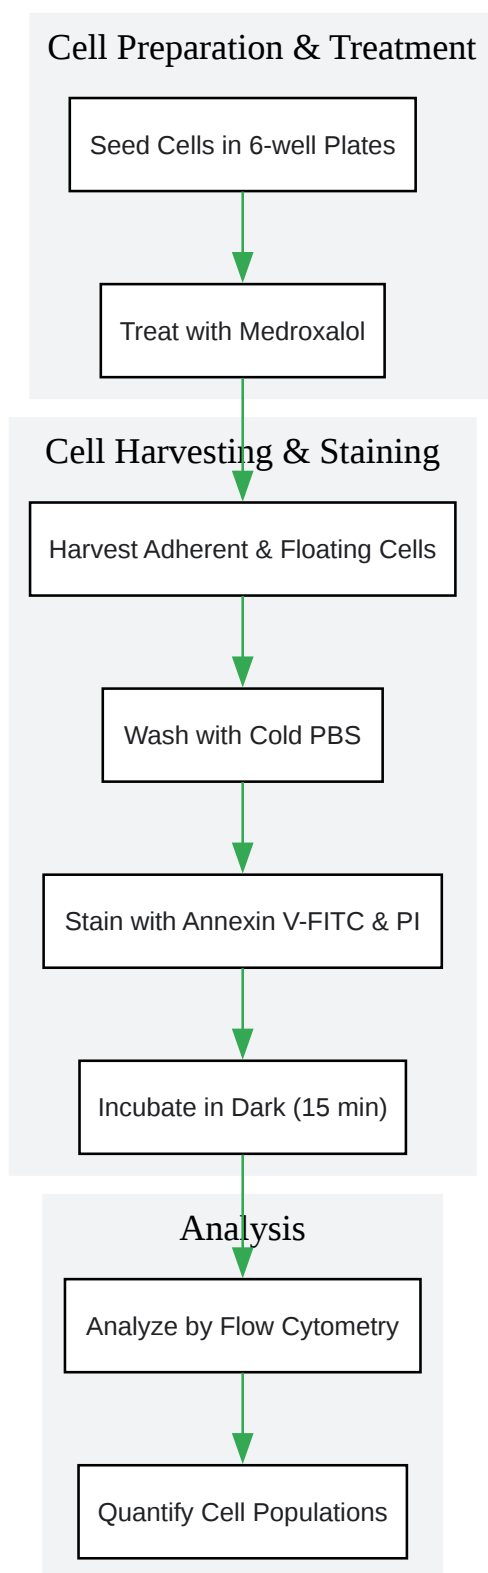 Cell Preparation & Treatment
Seed Cells in 6-well Plates
Treat with Medroxalol
Cell Harvesting & Staining
Harvest Adherent & Floating Cells
Wash with Cold PBS
Stain with Annexin V-FITC & PI
Incubate in Dark (15 min)
Analysis
Analyze by Flow Cytometry
Quantify Cell Populations